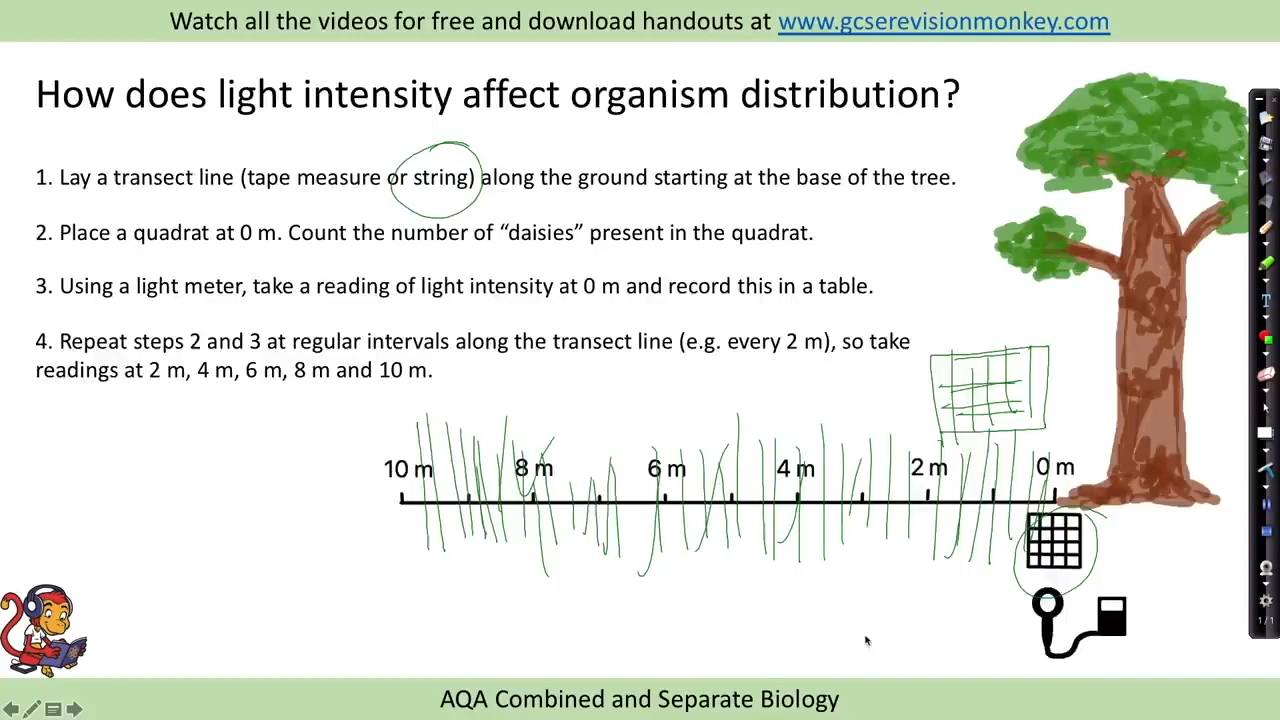 Watch all the videos for free and download handouts at www.gcserevisionmonkey.com
How does light intensity affect organism distribution?
1. Lay a transect line (tape measure or string) along the ground starting at the base of the tree.
2. Place a quadrat at 0 m. Count the number of “daisies” present in the quadrat.
3. Using a light meter, take a reading of light intensity at 0 m and record this in a table.
4. Repeat steps 2 and 3 at regular intervals along the transect line (e.g. every 2 m), so take
readings at 2 m, 4 m, 6 m, 8 m and 10 m.
10 m 8 m 6 m 4 m 2 m 0 m
T
1/1
AQA Combined and Separate Biology